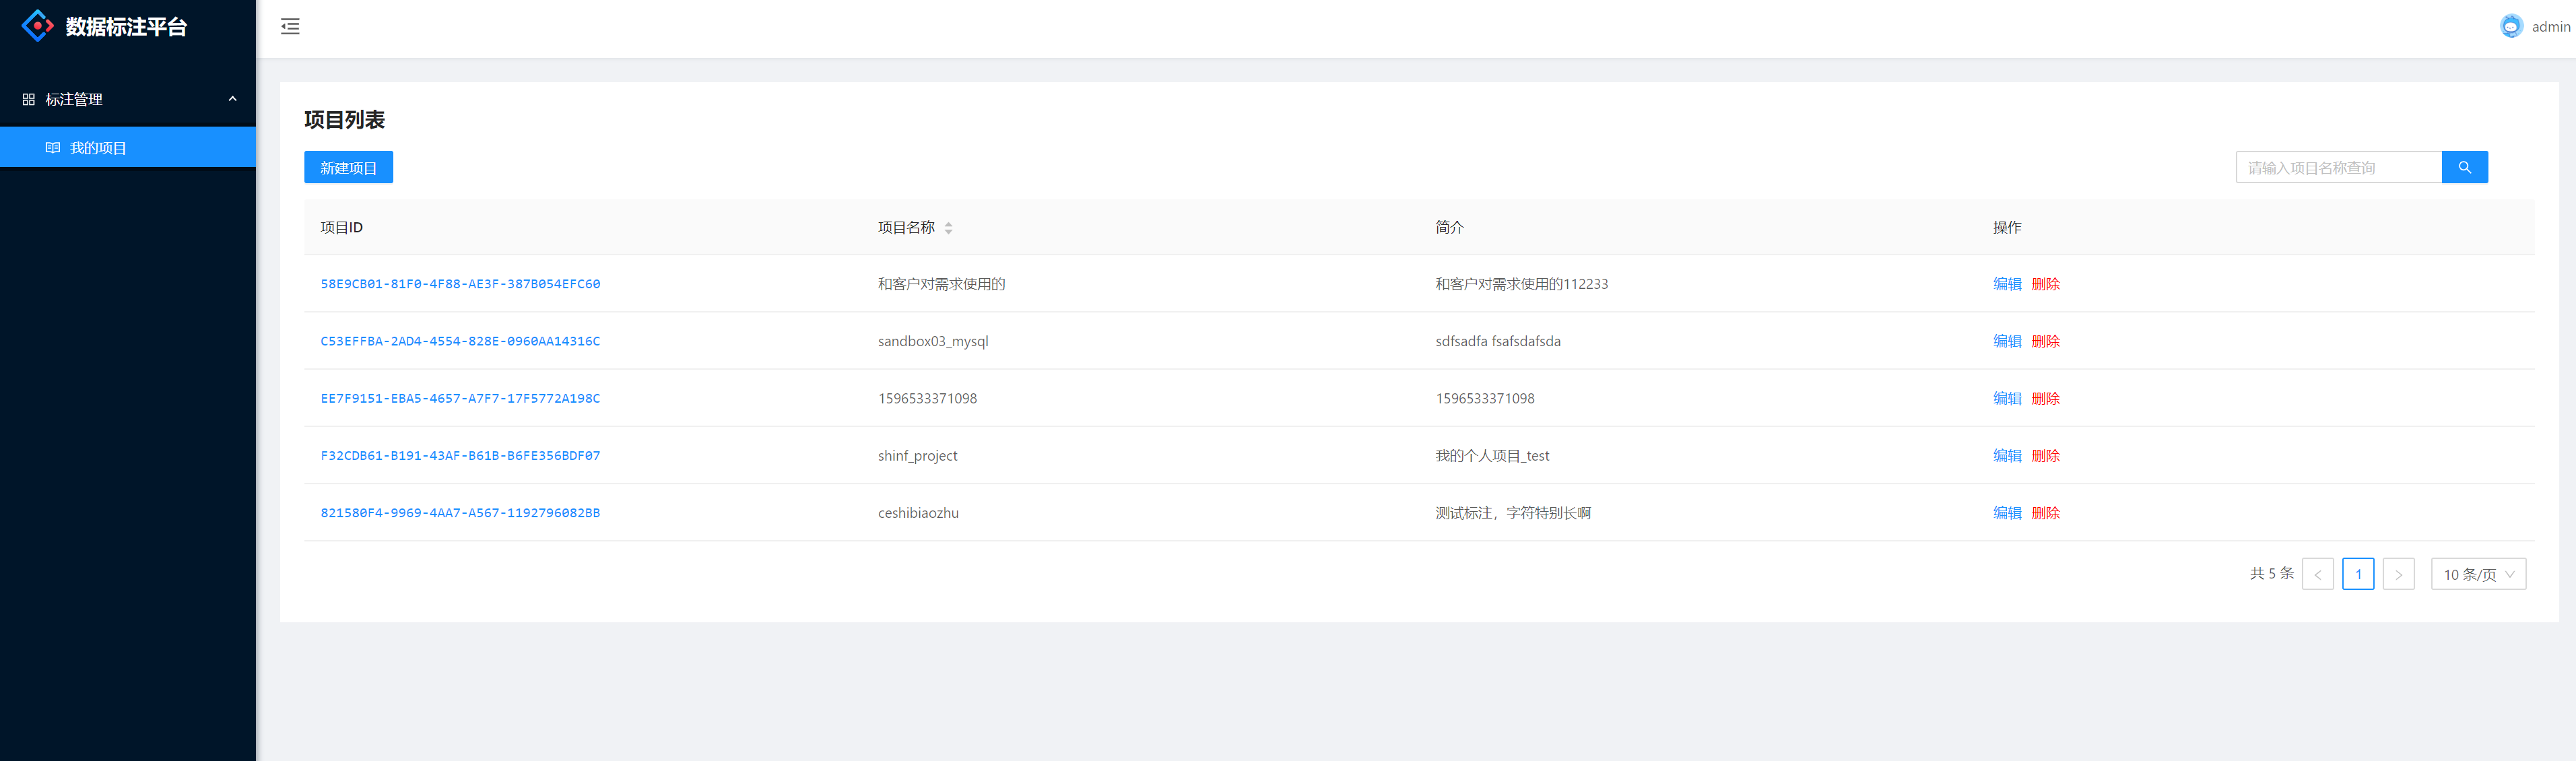 数据标注平台
admin
标注管理
我的项目
项目列表
新建项目
请输入项目名称查询
项目ID 项目名称 简介 操作
58E9CB01-81F0-4F88-AE3F-387B054EFC60 和客户对需求使用的 和客户对需求使用的112233 编辑 删除
C53EFFBA-2AD4-4554-828E-0960AA14316C sandbox03_mysql sdfsadfa fsafsdafsda 编辑 删除
EE7F9151-EBA5-4657-A7F7-17F5772A198C 1596533371098 1596533371098 编辑 删除
F32CDB61-B191-43AF-B61B-B6FE356BDF07 shinf_project 我的个人项目_test 编辑 删除
821580F4-9969-4AA7-A567-1192796082BB ceshibiaozhu 测试标注，字符特别长啊 编辑 删除
共 5 条 < 1 > 10 条/页